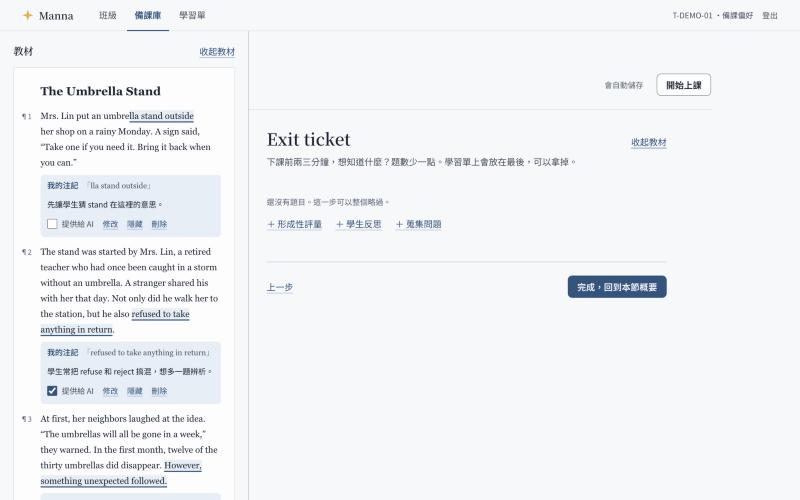 Manna
班級
備課庫
學習單
T-DEMO-01・備課偏好
登出
教材
收起教材
The Umbrella Stand
¶1
Mrs. Lin put an umbrella stand outside
her shop on a rainy Monday. A sign said,
“Take one if you need it. Bring it back when
you can.”
我的注記 「lla stand outside」
先讓學生猜 stand 在這裡的意思。
提供給 AI 修改 隱藏 刪除
¶2
The stand was started by Mrs. Lin, a retired
teacher who had once been caught in a storm
without an umbrella. A stranger shared his
with her that day. Not only did he walk her to
the station, but he also refused to take
anything in return.
我的注記 「refused to take anything in return」
學生常把 refuse 和 reject 搞混，想多一題辨析。
提供給 AI 修改 隱藏 刪除
¶3
At first, her neighbors laughed at the idea.
“The umbrellas will all be gone in a week,”
they warned. In the first month, twelve of the
thirty umbrellas did disappear. However,
something unexpected followed.
會自動儲存
開始上課
Exit ticket
收起教材
下課前兩三分鐘，想知道什麼？題數少一點。學習單上會放在最後，可以拿掉。
還沒有題目。這一步可以整個略過。
＋ 形成性評量 ＋ 學生反思 ＋ 蒐集問題
上一步
完成，回到本節概要